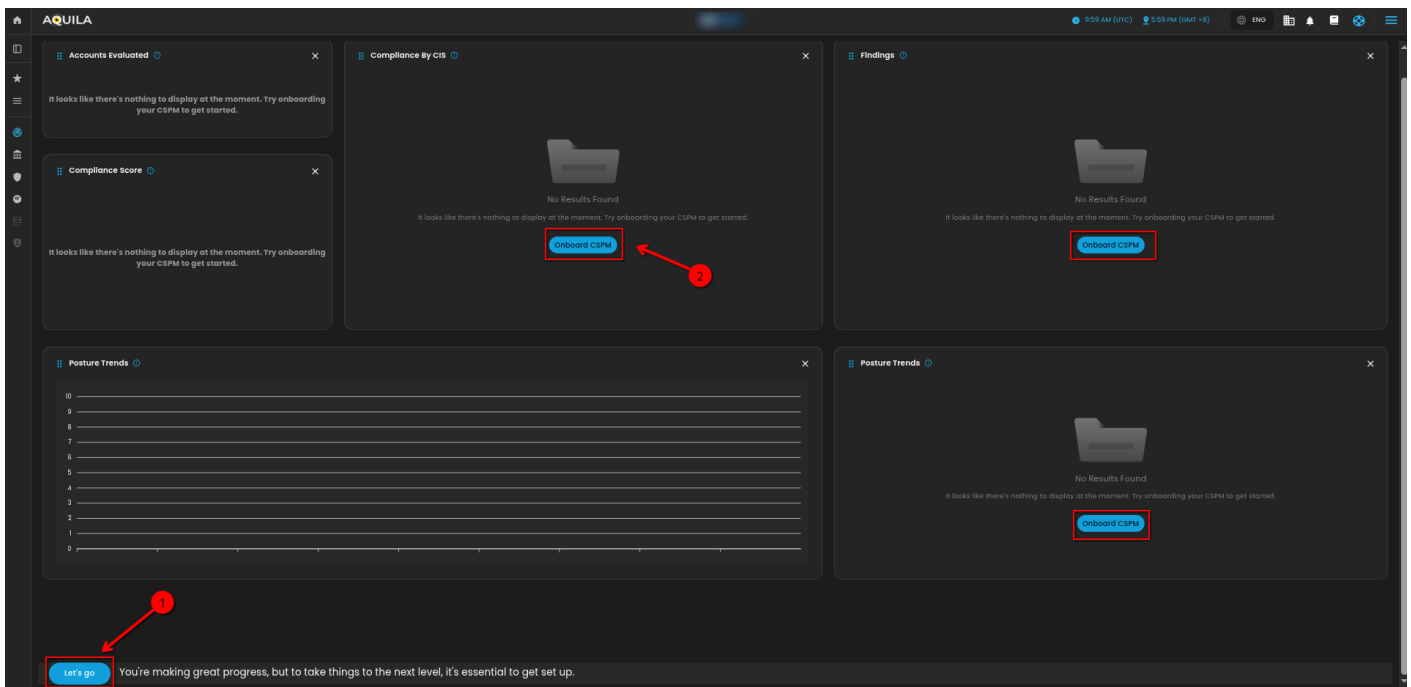 AQUILA
9:59 AM (UTC) 5:59 PM (GMT +8) ENG
Accounts Evaluated
It looks like there's nothing to display at the moment. Try onboarding
your CSPM to get started.
Compliance By CIS
No Results Found
It looks like there's nothing to display at the moment. Try onboarding your CSPM to get started.
Onboard CSPM
2
Findings
No Results Found
It looks like there's nothing to display at the moment. Try onboarding your CSPM to get started.
Onboard CSPM
Compliance Score
It looks like there's nothing to display at the moment. Try onboarding
your CSPM to get started.
Posture Trends
10
9
8
7
6
5
4
3
2
1
0
Posture Trends
No Results Found
It looks like there's nothing to display at the moment. Try onboarding your CSPM to get started.
Onboard CSPM
1
Let's go You're making great progress, but to take things to the next level, it's essential to get set up.